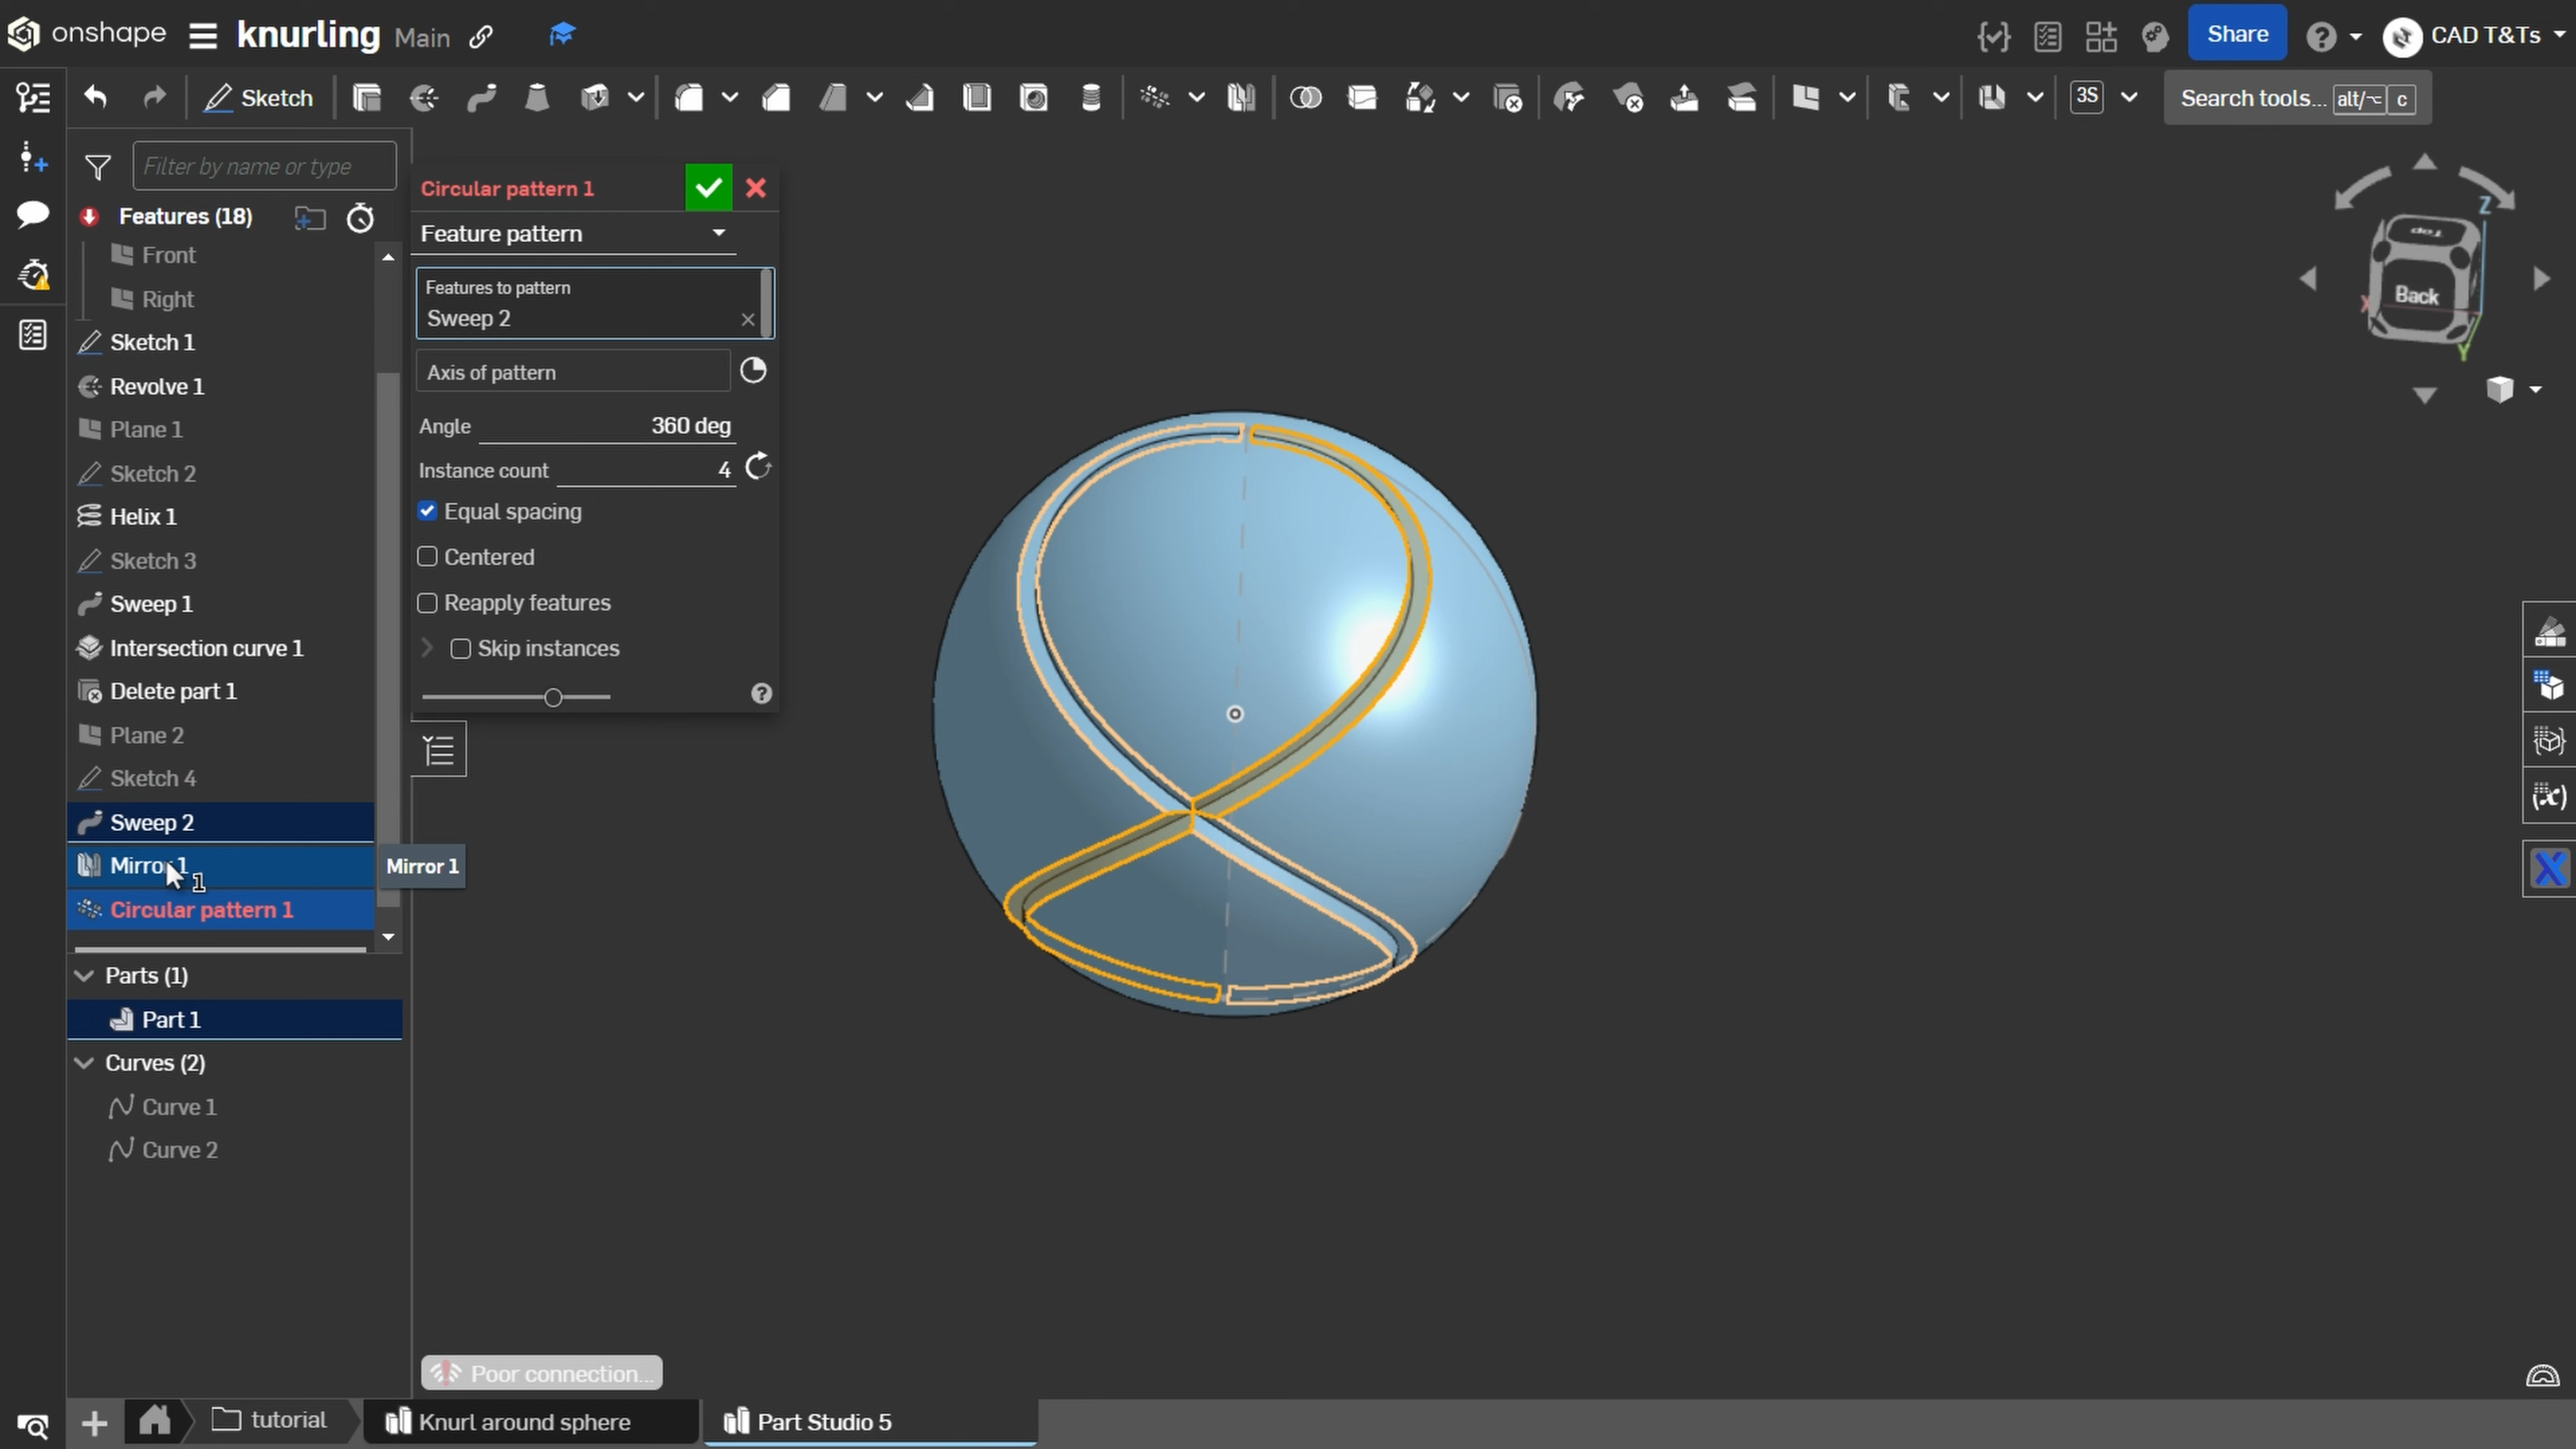 onshape knurling Main Share CAD T&Ts
Sketch 3S Search tools... alt/⌥ c
Filter by name or type
Features (18)
Front
Right
Sketch 1
Revolve 1
Plane 1
Sketch 2
Helix 1
Sketch 3
Sweep 1
Intersection curve 1
Delete part 1
Plane 2
Sketch 4
Sweep 2
Mirror 1
Circular pattern 1
Parts (1)
Part 1
Curves (2)
Curve 1
Curve 2
Circular pattern 1
Feature pattern
Features to pattern
Sweep 2
Axis of pattern
Angle 360 deg
Instance count 4
Equal spacing
Centered
Reapply features
Skip instances
Mirror 1
1
Top
Back
Z
X
Y
(x)
X
Poor connection...
tutorial Knurl around sphere Part Studio 5